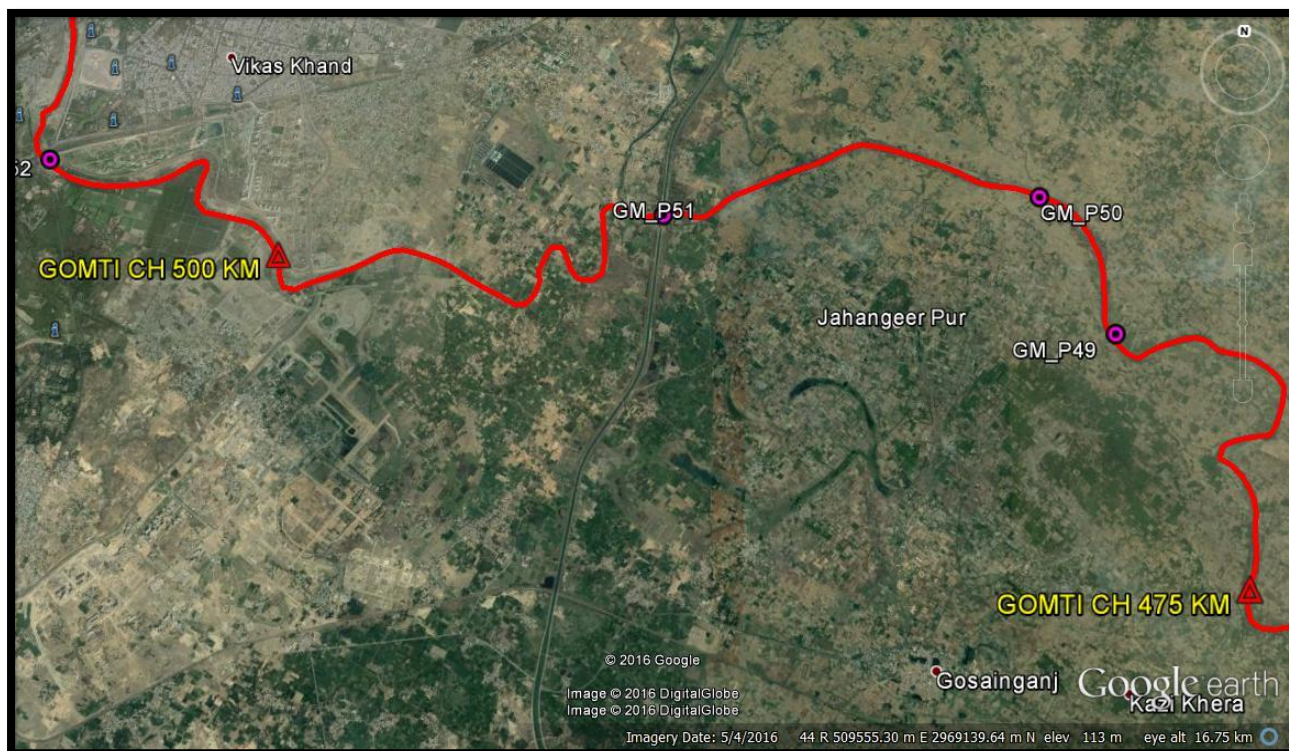 N
Vikas Khand
52
GM_P51
GM_P50
GOMTI CH 500 KM
Jahangeer Pur
GM_P49
GOMTI CH 475 KM
© 2016 Google
Gosainganj
Google earth
Image © 2016 DigitalGlobe
Kazi Khera
Image © 2016 DigitalGlobe
Imagery Date: 5/4/2016 44 R 509555.30 m E 2969139.64 m N elev 113 m eye alt 16.75 km